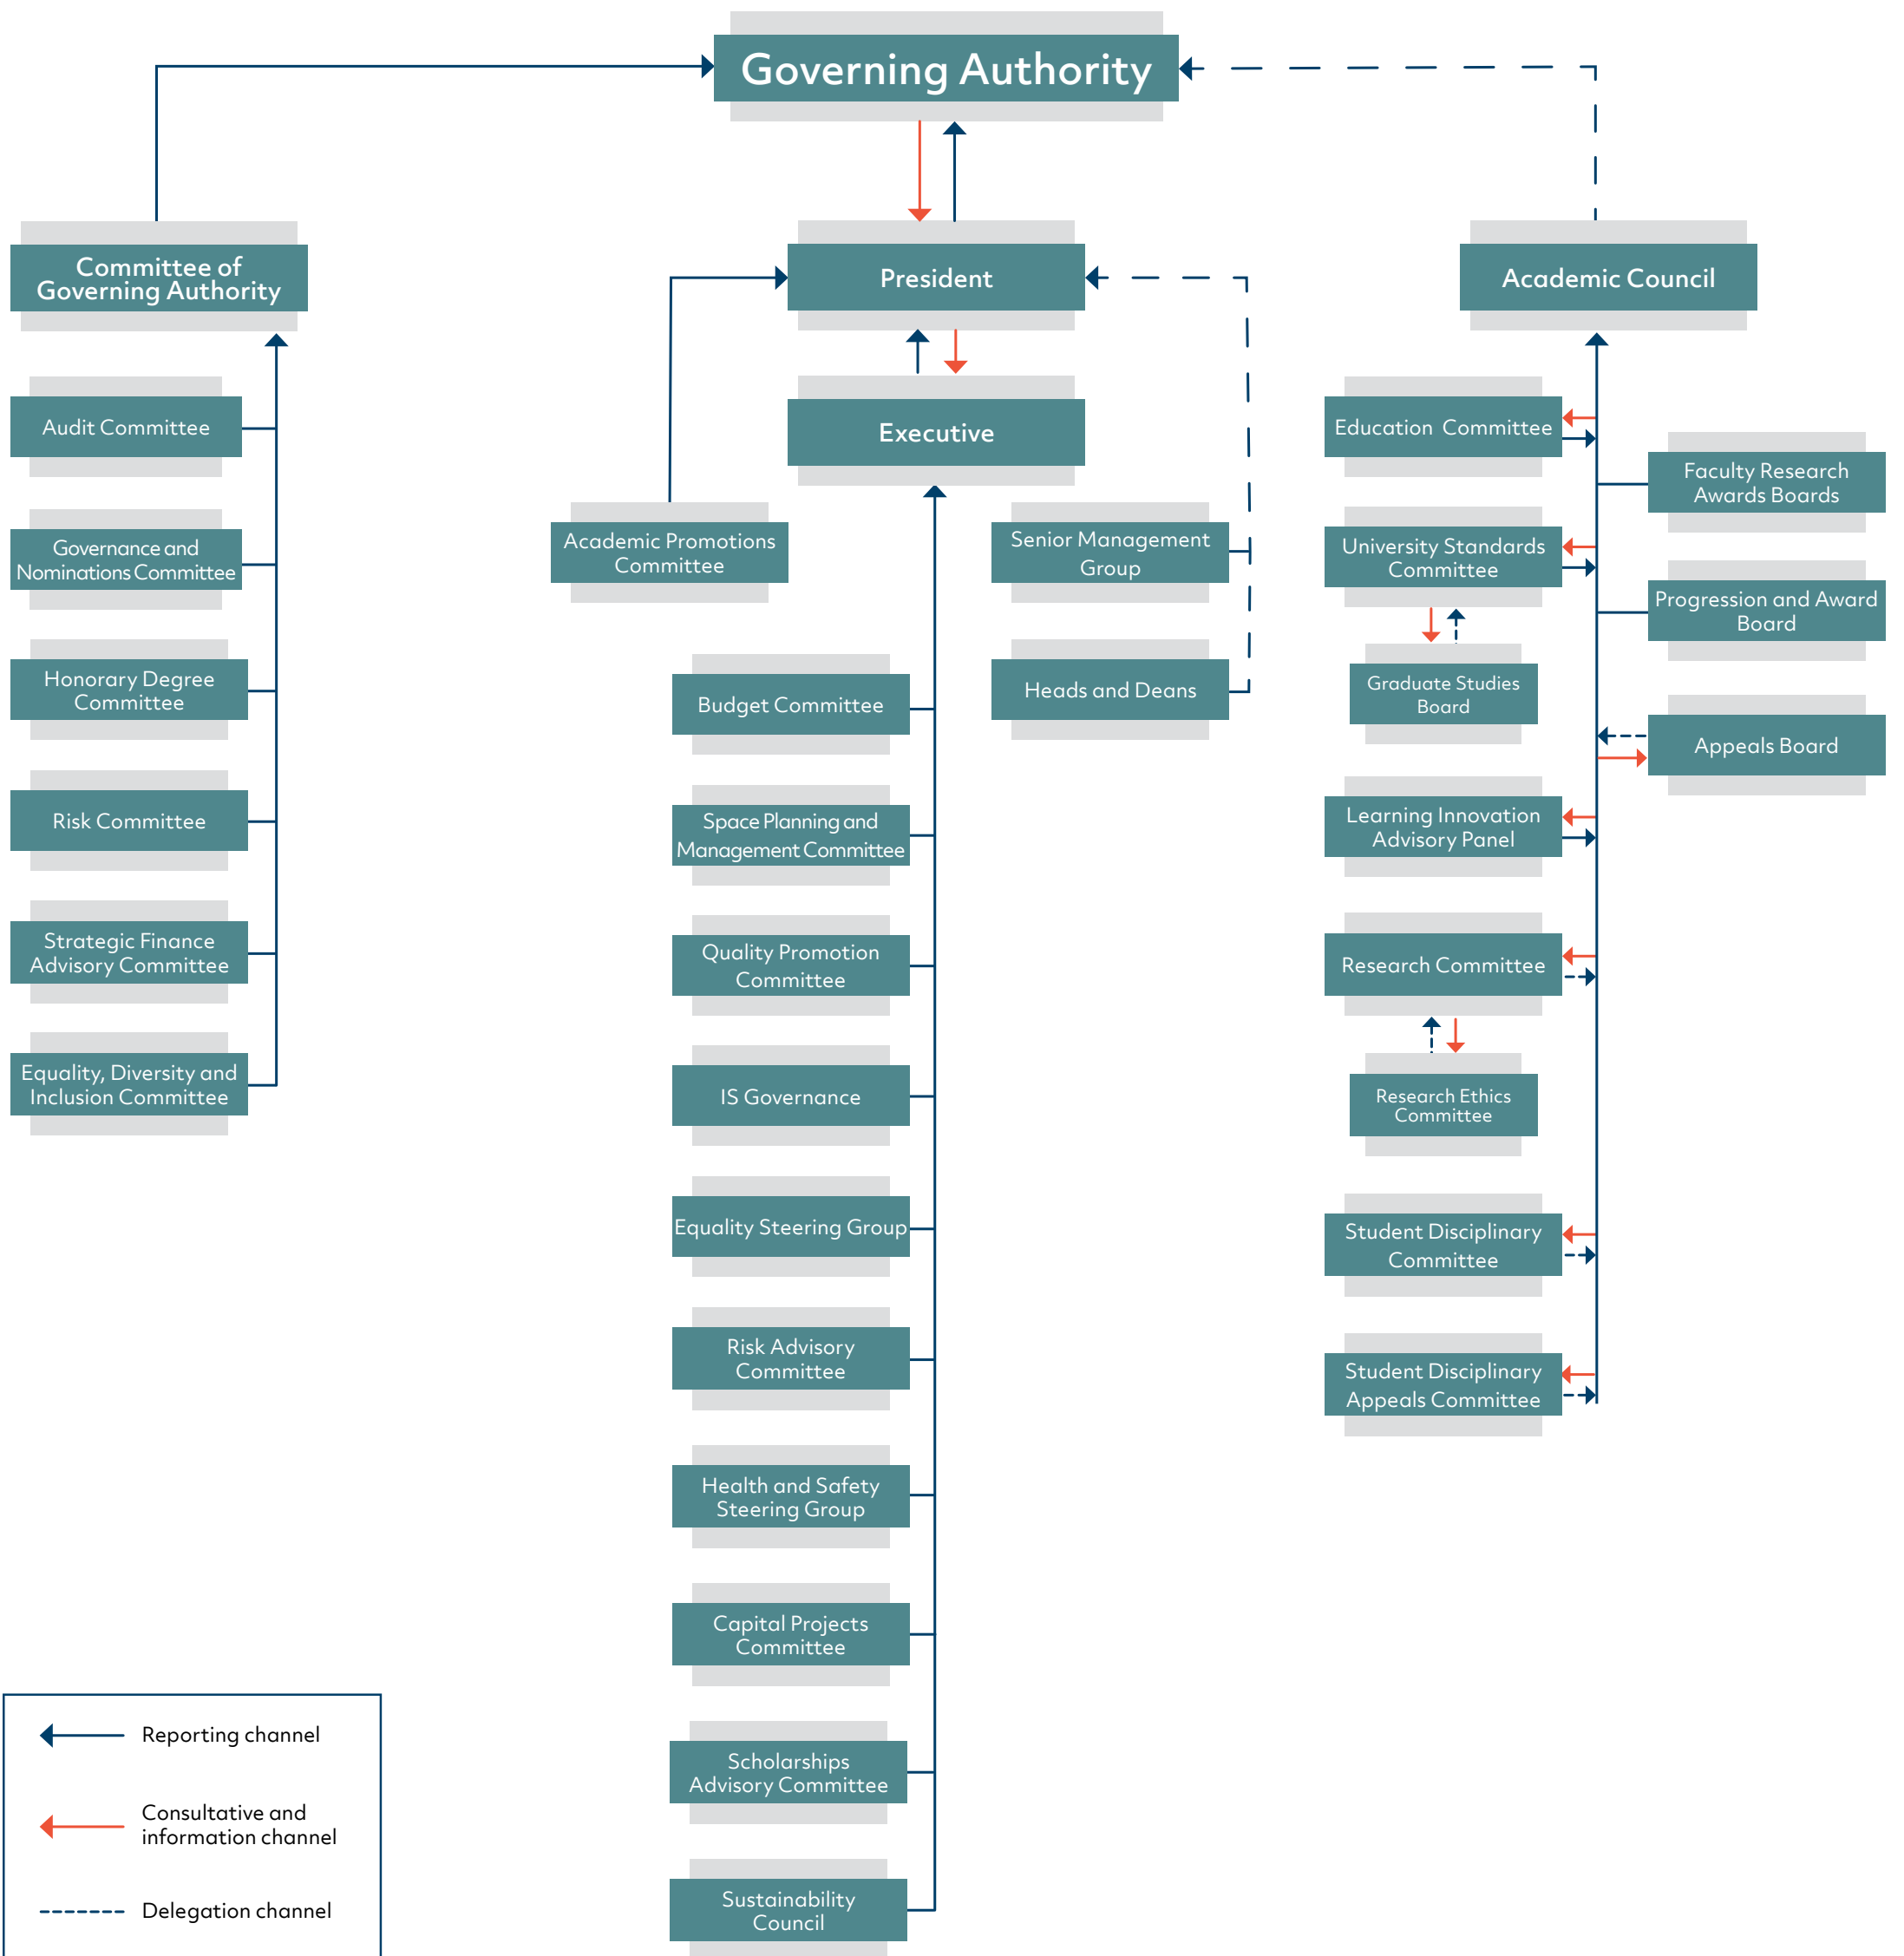 Governing Authority
Committee of
Governing Authority
President
Academic Council
Executive
Audit Committee
Governance and
Nominations Committee
Honorary Degree
Committee
Risk Committee
Strategic Finance
Advisory Committee
Equality, Diversity and
Inclusion Committee
Academic Promotions
Committee
Senior Management
Group
Heads and Deans
Budget Committee
Space Planning and
Management Committee
Quality Promotion
Committee
IS Governance
Equality Steering Group
Risk Advisory
Committee
Health and Safety
Steering Group
Capital Projects
Committee
Scholarships
Advisory Committee
Sustainability
Council
Education Committee
Faculty Research
Awards Boards
University Standards
Committee
Progression and Award
Board
Graduate Studies
Board
Appeals Board
Learning Innovation
Advisory Panel
Research Committee
Research Ethics
Committee
Student Disciplinary
Committee
Student Disciplinary
Appeals Committee
Reporting channel
Consultative and
information channel
Delegation channel